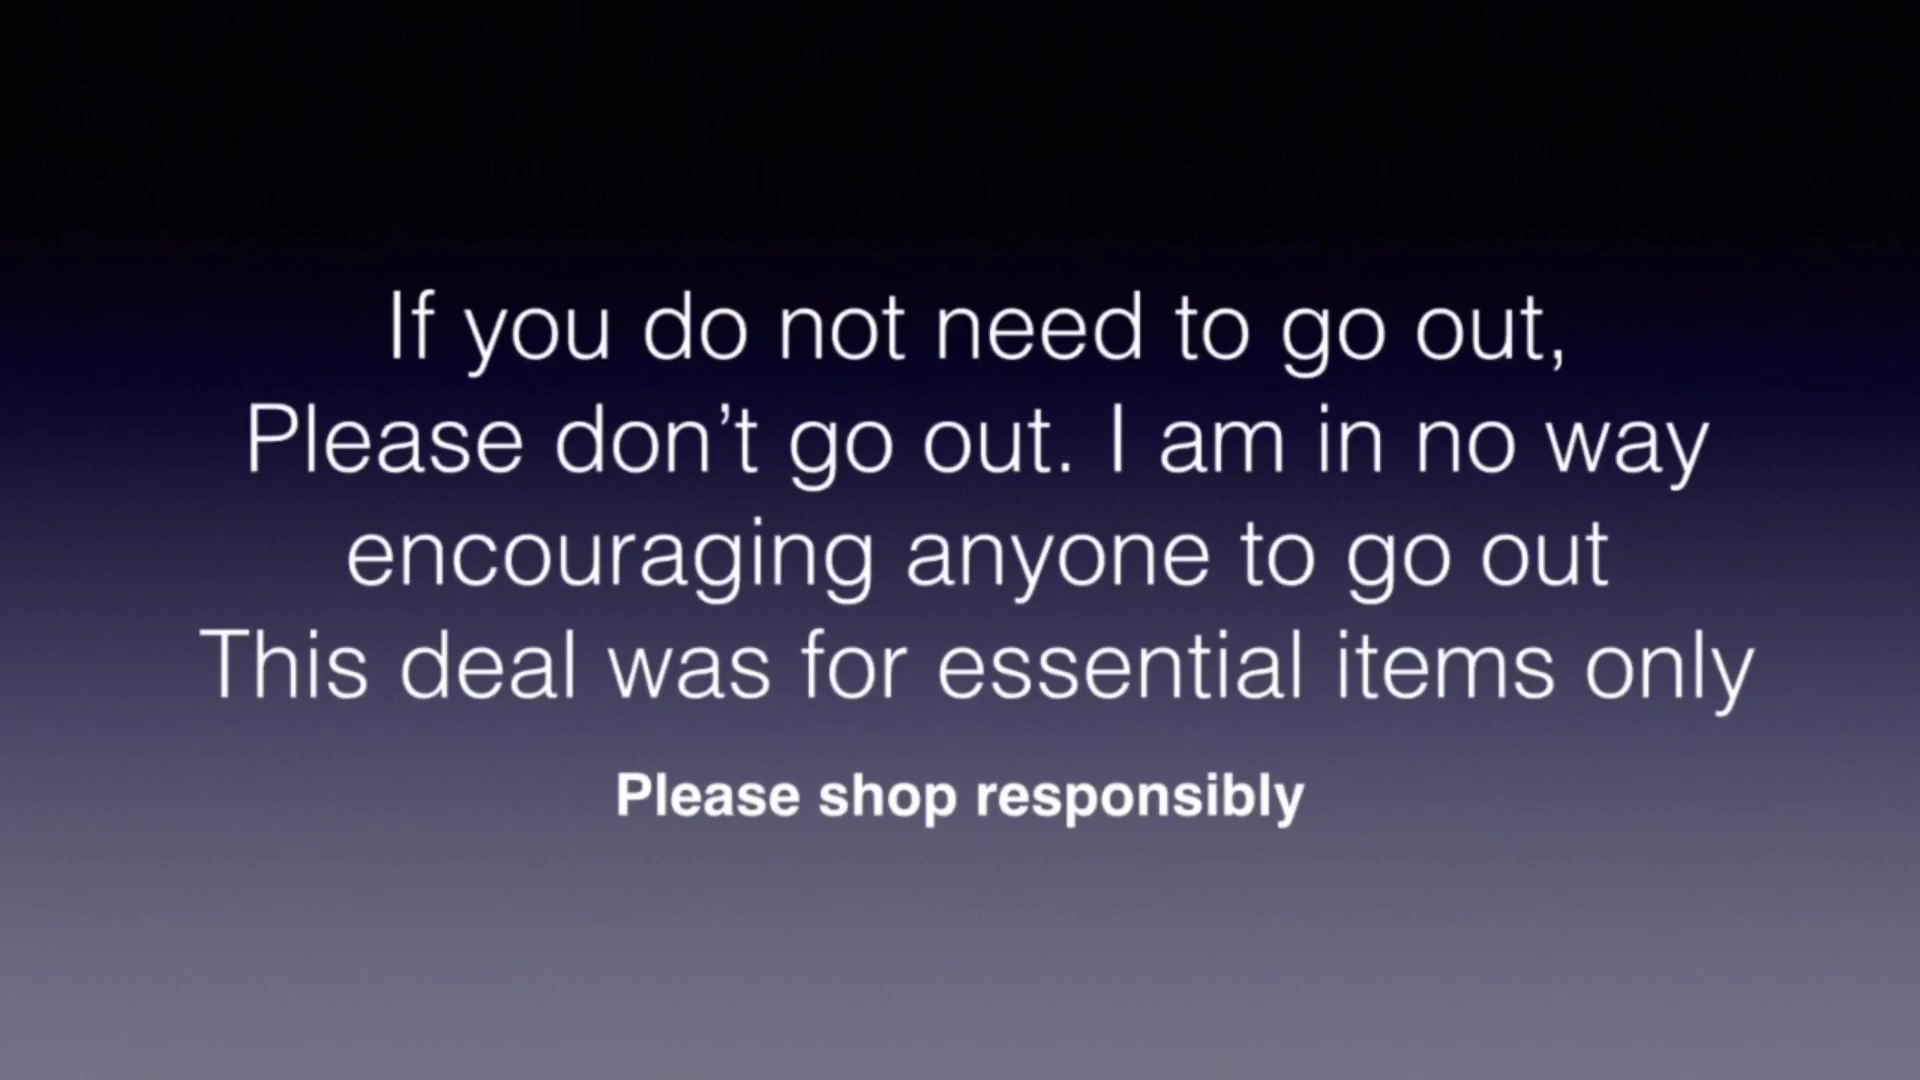 If you do not need to go out,
Please don’t go out. I am in no way
encouraging anyone to go out
This deal was for essential items only
Please shop responsibly